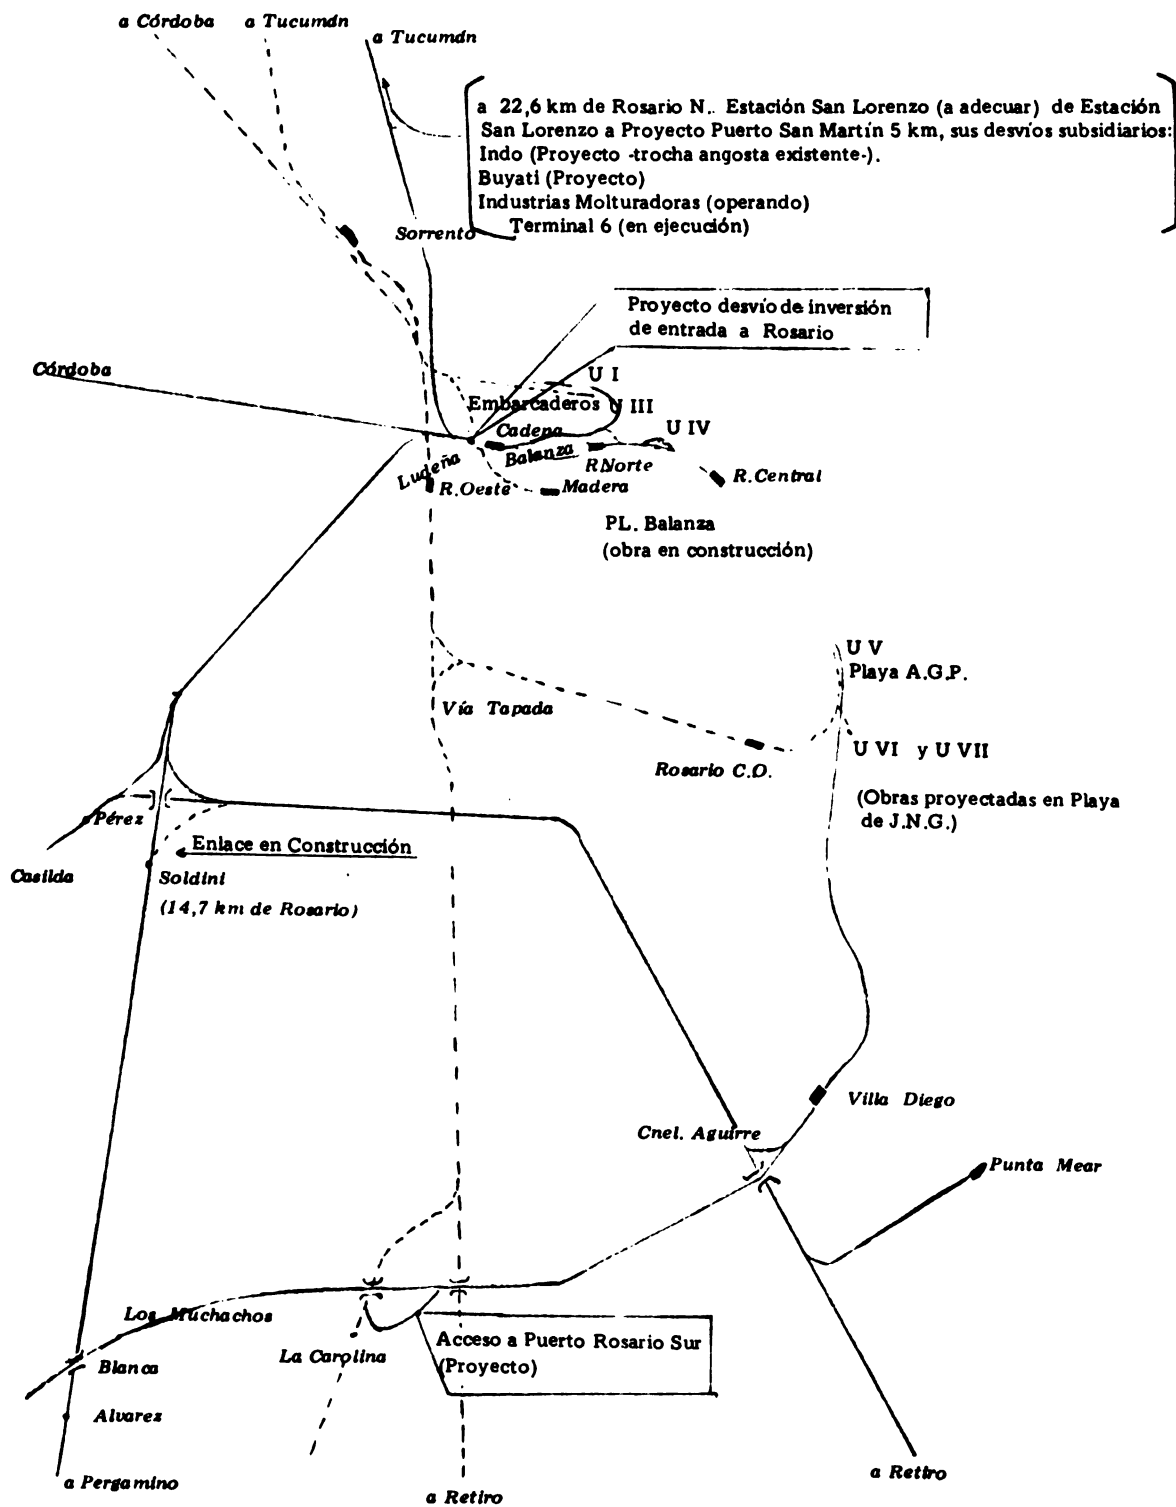 a Córdoba
a Tucumán
a Tucumán
a 22,6 km de Rosario N.. Estación San Lorenzo (a adecuar) de Estación
San Lorenzo a Proyecto Puerto San Martín 5 km, sus desvíos subsidiarios:
Indo (Proyecto -trocha angosta existente-).
Buyati (Proyecto)
Industrias Molturadoras (operando)
Terminal 6 (en ejecución)
Sorrento
Proyecto desvío de inversión
de entrada a Rosario
Córdoba
U I
Embarcaderos U III
Cadena
U IV
Balanza
Ludeña
R.Norte
R.Oeste
Madera
R.Central
PL. Balanza
(obra en construcción)
U V
Playa A.G.P.
Vía Tapada
U VI y U VII
Rosario C.O.
(Obras proyectadas en Playa
de J.N.G.)
Pérez
Enlace en Construcción
Casilda
Soldini
(14,7 km de Rosario)
Villa Diego
Cnel. Aguirre
Punta Mear
Los Muchachos
La Carolina
Acceso a Puerto Rosario Sur
(Proyecto)
Blanca
Alvarez
a Pergamino
a Retiro
a Retiro